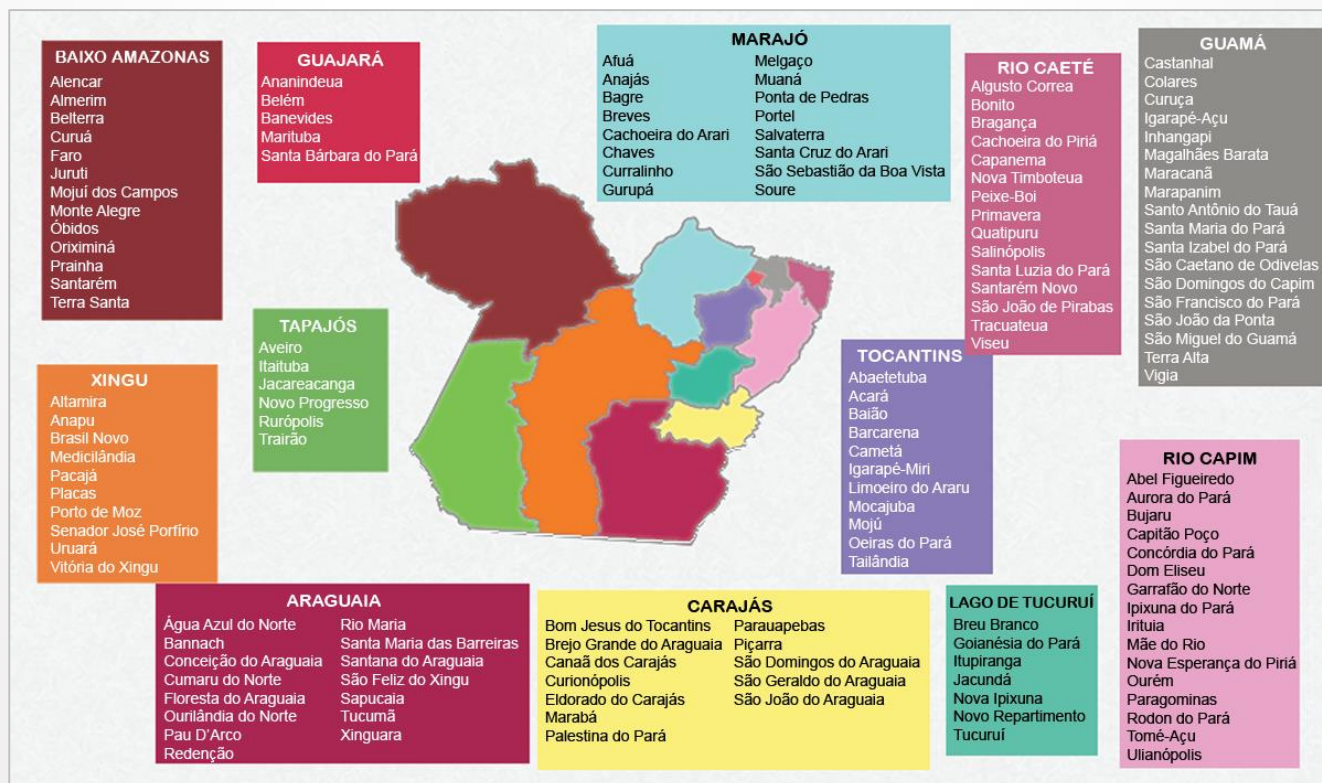 BAIXO AMAZONAS
Alencar
Almerim
Belterra
Curuá
Faro
Juruti
Mojuí dos Campos
Monte Alegre
Óbidos
Oriximiná
Prainha
Santarém
Terra Santa
GUAJARÁ
Ananindeua
Belém
Banevides
Marituba
Santa Bárbara do Pará
MARAJÓ
Afuá
Anajás
Bagre
Breves
Cachoeira do Arari
Chaves
Curralinho
Gurupá
Melgaço
Muaná
Ponta de Pedras
Portel
Salvaterra
Santa Cruz do Arari
São Sebastião da Boa Vista
Soure
RIO CAETÉ
Algusto Correa
Bonito
Bragança
Cachoeira do Piriá
Capanema
Nova Timboteua
Peixe-Boi
Primavera
Quatipuru
Salinópolis
Santa Luzia do Pará
Santarém Novo
São João de Pirabas
Tracuateua
Viseu
GUAMÁ
Castanhal
Colares
Curuça
Igarapé-Açu
Inhangapi
Magalhães Barata
Maracanã
Marapanim
Santo Antônio do Tauá
Santa Maria do Pará
Santa Izabel do Pará
São Caetano de Odivelas
São Domingos do Capim
São Francisco do Pará
São João da Ponta
São Miguel do Guamá
Terra Alta
Vigia
TAPAJÓS
Aveiro
Itaituba
Jacareacanga
Novo Progresso
Rurópolis
Trairão
XINGU
Altamira
Anapu
Brasil Novo
Medicilândia
Pacajá
Placas
Porto de Moz
Senador José Porfírio
Uruará
Vitória do Xingu
TOCANTINS
Abaetetuba
Acará
Baião
Barcarena
Cametá
Igarapé-Miri
Limoeiro do Araru
Mocajuba
Mojú
Oeiras do Pará
Tailândia
RIO CAPIM
Abel Figueiredo
Aurora do Pará
Bujaru
Capitão Poço
Concórdia do Pará
Dom Eliseu
Garrafão do Norte
Ipixuna do Pará
Irituia
Mãe do Rio
Nova Esperança do Piriá
Ourém
Paragominas
Rodon do Pará
Tomé-Açu
Ulianópolis
ARAGUAIA
Água Azul do Norte
Bannach
Conceição do Araguaia
Cumaru do Norte
Floresta do Araguaia
Ourilândia do Norte
Pau D'Arco
Redenção
Rio Maria
Santa Maria das Barreiras
Santana do Araguaia
São Feliz do Xingu
Sapucaia
Tucumã
Xinguara
CARAJÁS
Bom Jesus do Tocantins
Brejo Grande do Araguaia
Canaã dos Carajás
Curionópolis
Eldorado do Carajás
Marabá
Palestina do Pará
Parauapebas
Piçarra
São Domingos do Araguaia
São Geraldo do Araguaia
São João do Araguaia
LAGO DE TUCURUÍ
Breu Branco
Goianésia do Pará
Itupiranga
Jacundá
Nova Ipixuna
Novo Repartimento
Tucuruí